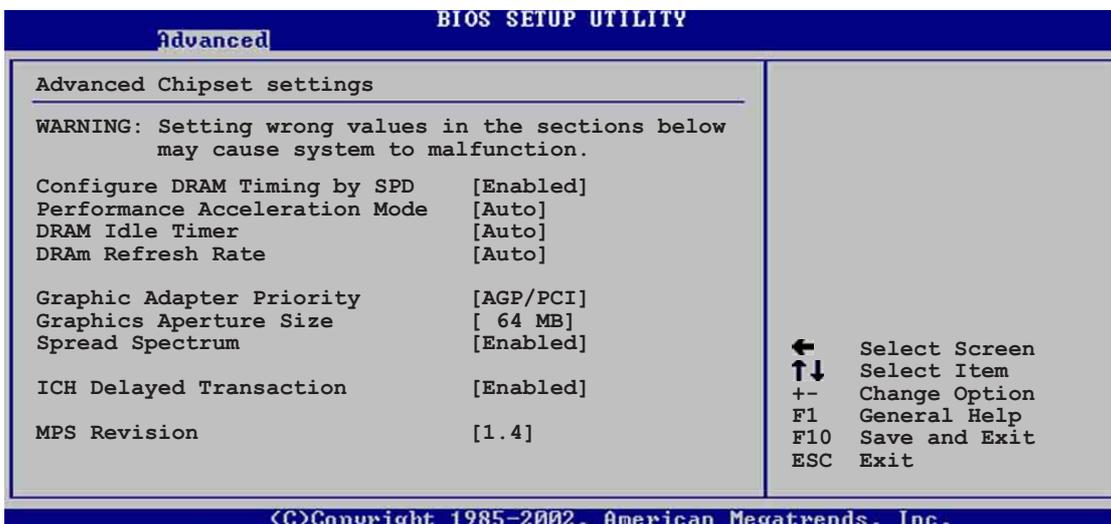 BIOS SETUP UTILITY
Advanced
Advanced Chipset settings
WARNING: Setting wrong values in the sections below
may cause system to malfunction.
Configure DRAM Timing by SPD [Enabled]
Performance Acceleration Mode [Auto]
DRAM Idle Timer [Auto]
DRAm Refresh Rate [Auto]
Graphic Adapter Priority [AGP/PCI]
Graphics Aperture Size [ 64 MB]
Spread Spectrum [Enabled]
ICH Delayed Transaction [Enabled]
MPS Revision [1.4]
← Select Screen
↑↓ Select Item
+- Change Option
F1 General Help
F10 Save and Exit
ESC Exit
(C)Copyright 1985-2002, American Megatrends, Inc.